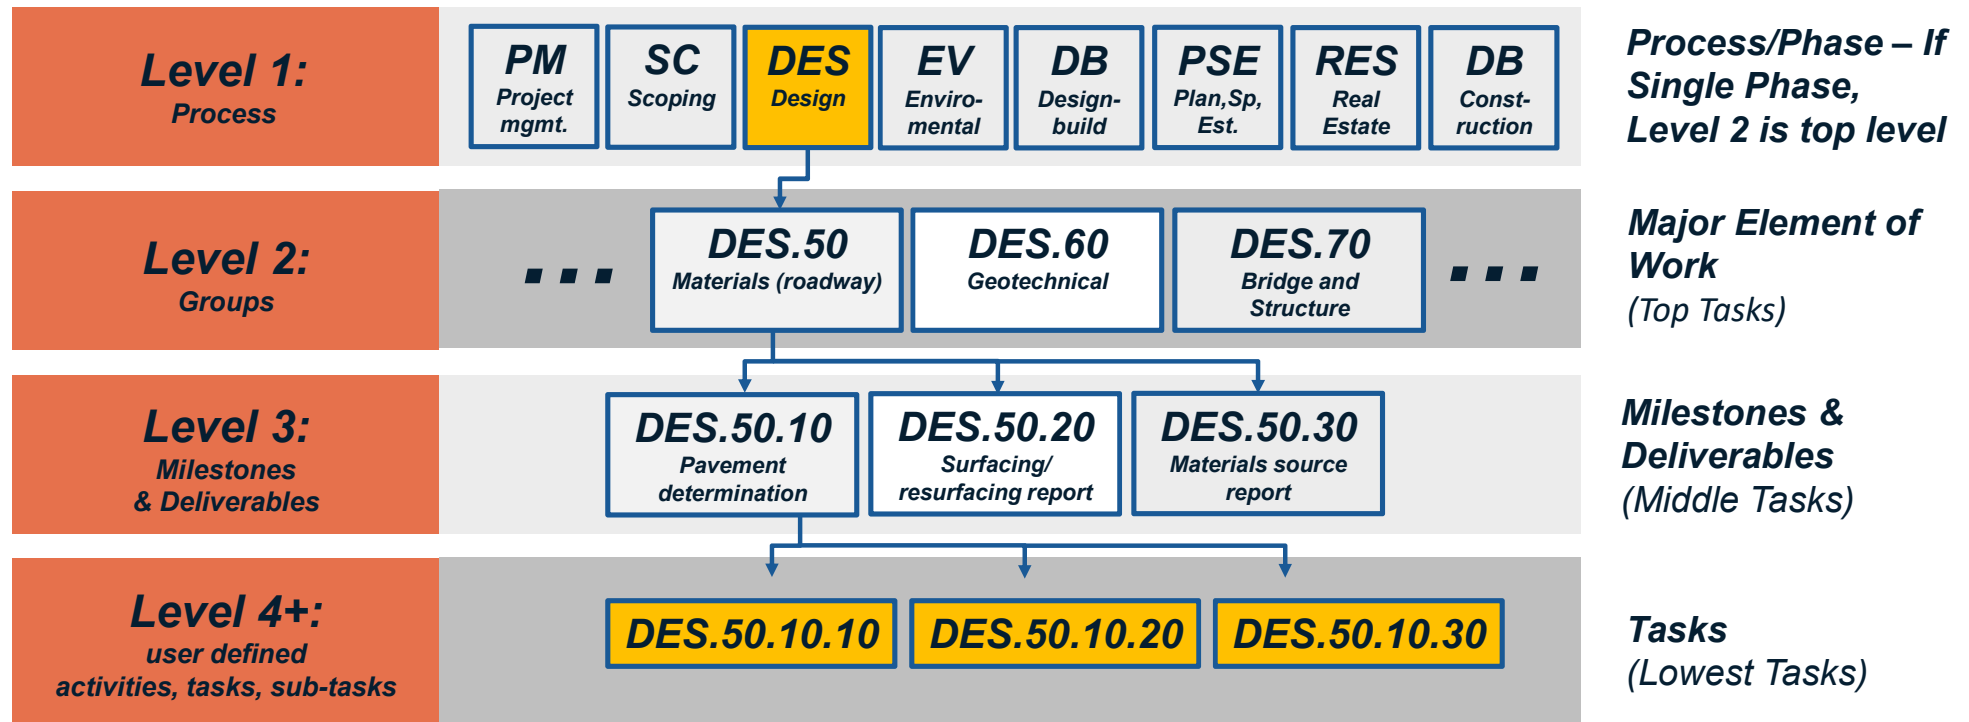 Level 1:
Process
PM
Project
mgmt.
SC
Scoping
DES
Design
EV
Enviro-
mental
DB
Design-
build
PSE
Plan,Sp,
Est.
RES
Real
Estate
DB
Const-
ruction
Process/Phase – If
Single Phase,
Level 2 is top level
Level 2:
Groups
...
DES.50
Materials (roadway)
DES.60
Geotechnical
DES.70
Bridge and
Structure
...
Major Element of
Work
(Top Tasks)
Level 3:
Milestones
& Deliverables
DES.50.10
Pavement
determination
DES.50.20
Surfacing/
resurfacing report
DES.50.30
Materials source
report
Milestones &
Deliverables
(Middle Tasks)
Level 4+:
user defined
activities, tasks, sub-tasks
DES.50.10.10
DES.50.10.20
DES.50.10.30
Tasks
(Lowest Tasks)